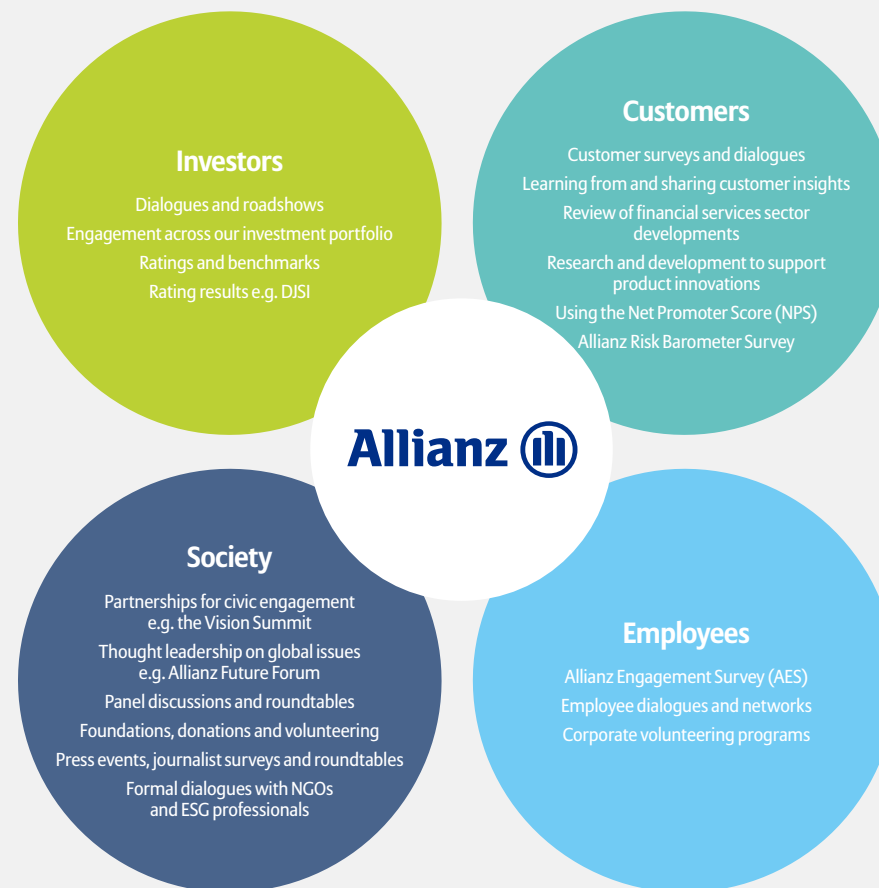 Investors
Dialogues and roadshows
Engagement across our investment portfolio
Ratings and benchmarks
Rating results e.g. DJSI
Customers
Customer surveys and dialogues
Learning from and sharing customer insights
Review of financial services sector
developments
Research and development to support
product innovations
Using the Net Promoter Score (NPS)
Allianz Risk Barometer Survey
Allianz
Society
Partnerships for civic engagement
e.g. the Vision Summit
Thought leadership on global issues
e.g. Allianz Future Forum
Panel discussions and roundtables
Foundations, donations and volunteering
Press events, journalist surveys and roundtables
Formal dialogues with NGOs
and ESG professionals
Employees
Allianz Engagement Survey (AES)
Employee dialogues and networks
Corporate volunteering programs